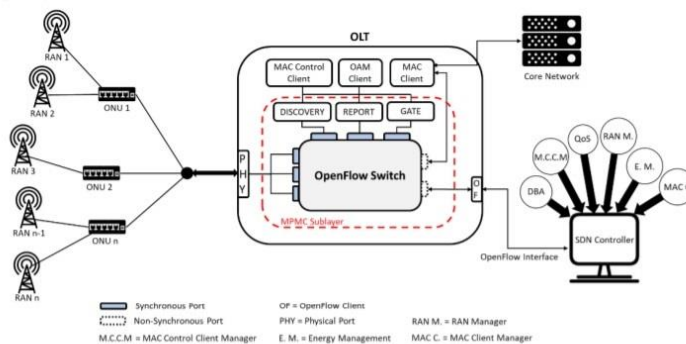 OLT
RAN 1
RAN 2
RAN 3
RAN n-1
RAN n
ONU 1
ONU 2
ONU n
P
H
Y
MAC Control
Client
OAM
Client
MAC
Client
DISCOVERY
REPORT
GATE
OpenFlow Switch
MPMC Sublayer
O
F
Core Network
DBA
M.C.C.M
QoS
RAN M.
E. M.
MAC
SDN Controller
OpenFlow Interface
Synchronous Port
Non-Synchronous Port
M.C.C.M = MAC Control Client Manager
OF = OpenFlow Client
PHY = Physical Port
E. M. = Energy Management
RAN M. = RAN Manager
MAC C. = MAC Client Manager